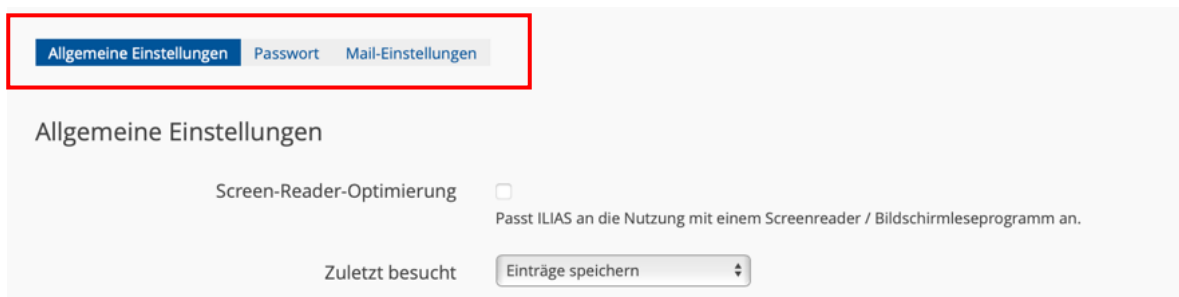 Allgemeine Einstellungen Passwort Mail-Einstellungen
Allgemeine Einstellungen
Screen-Reader-Optimierung
Passt ILIAS an die Nutzung mit einem Screenreader / Bildschirmleseprogramm an.
Zuletzt besucht Einträge speichern